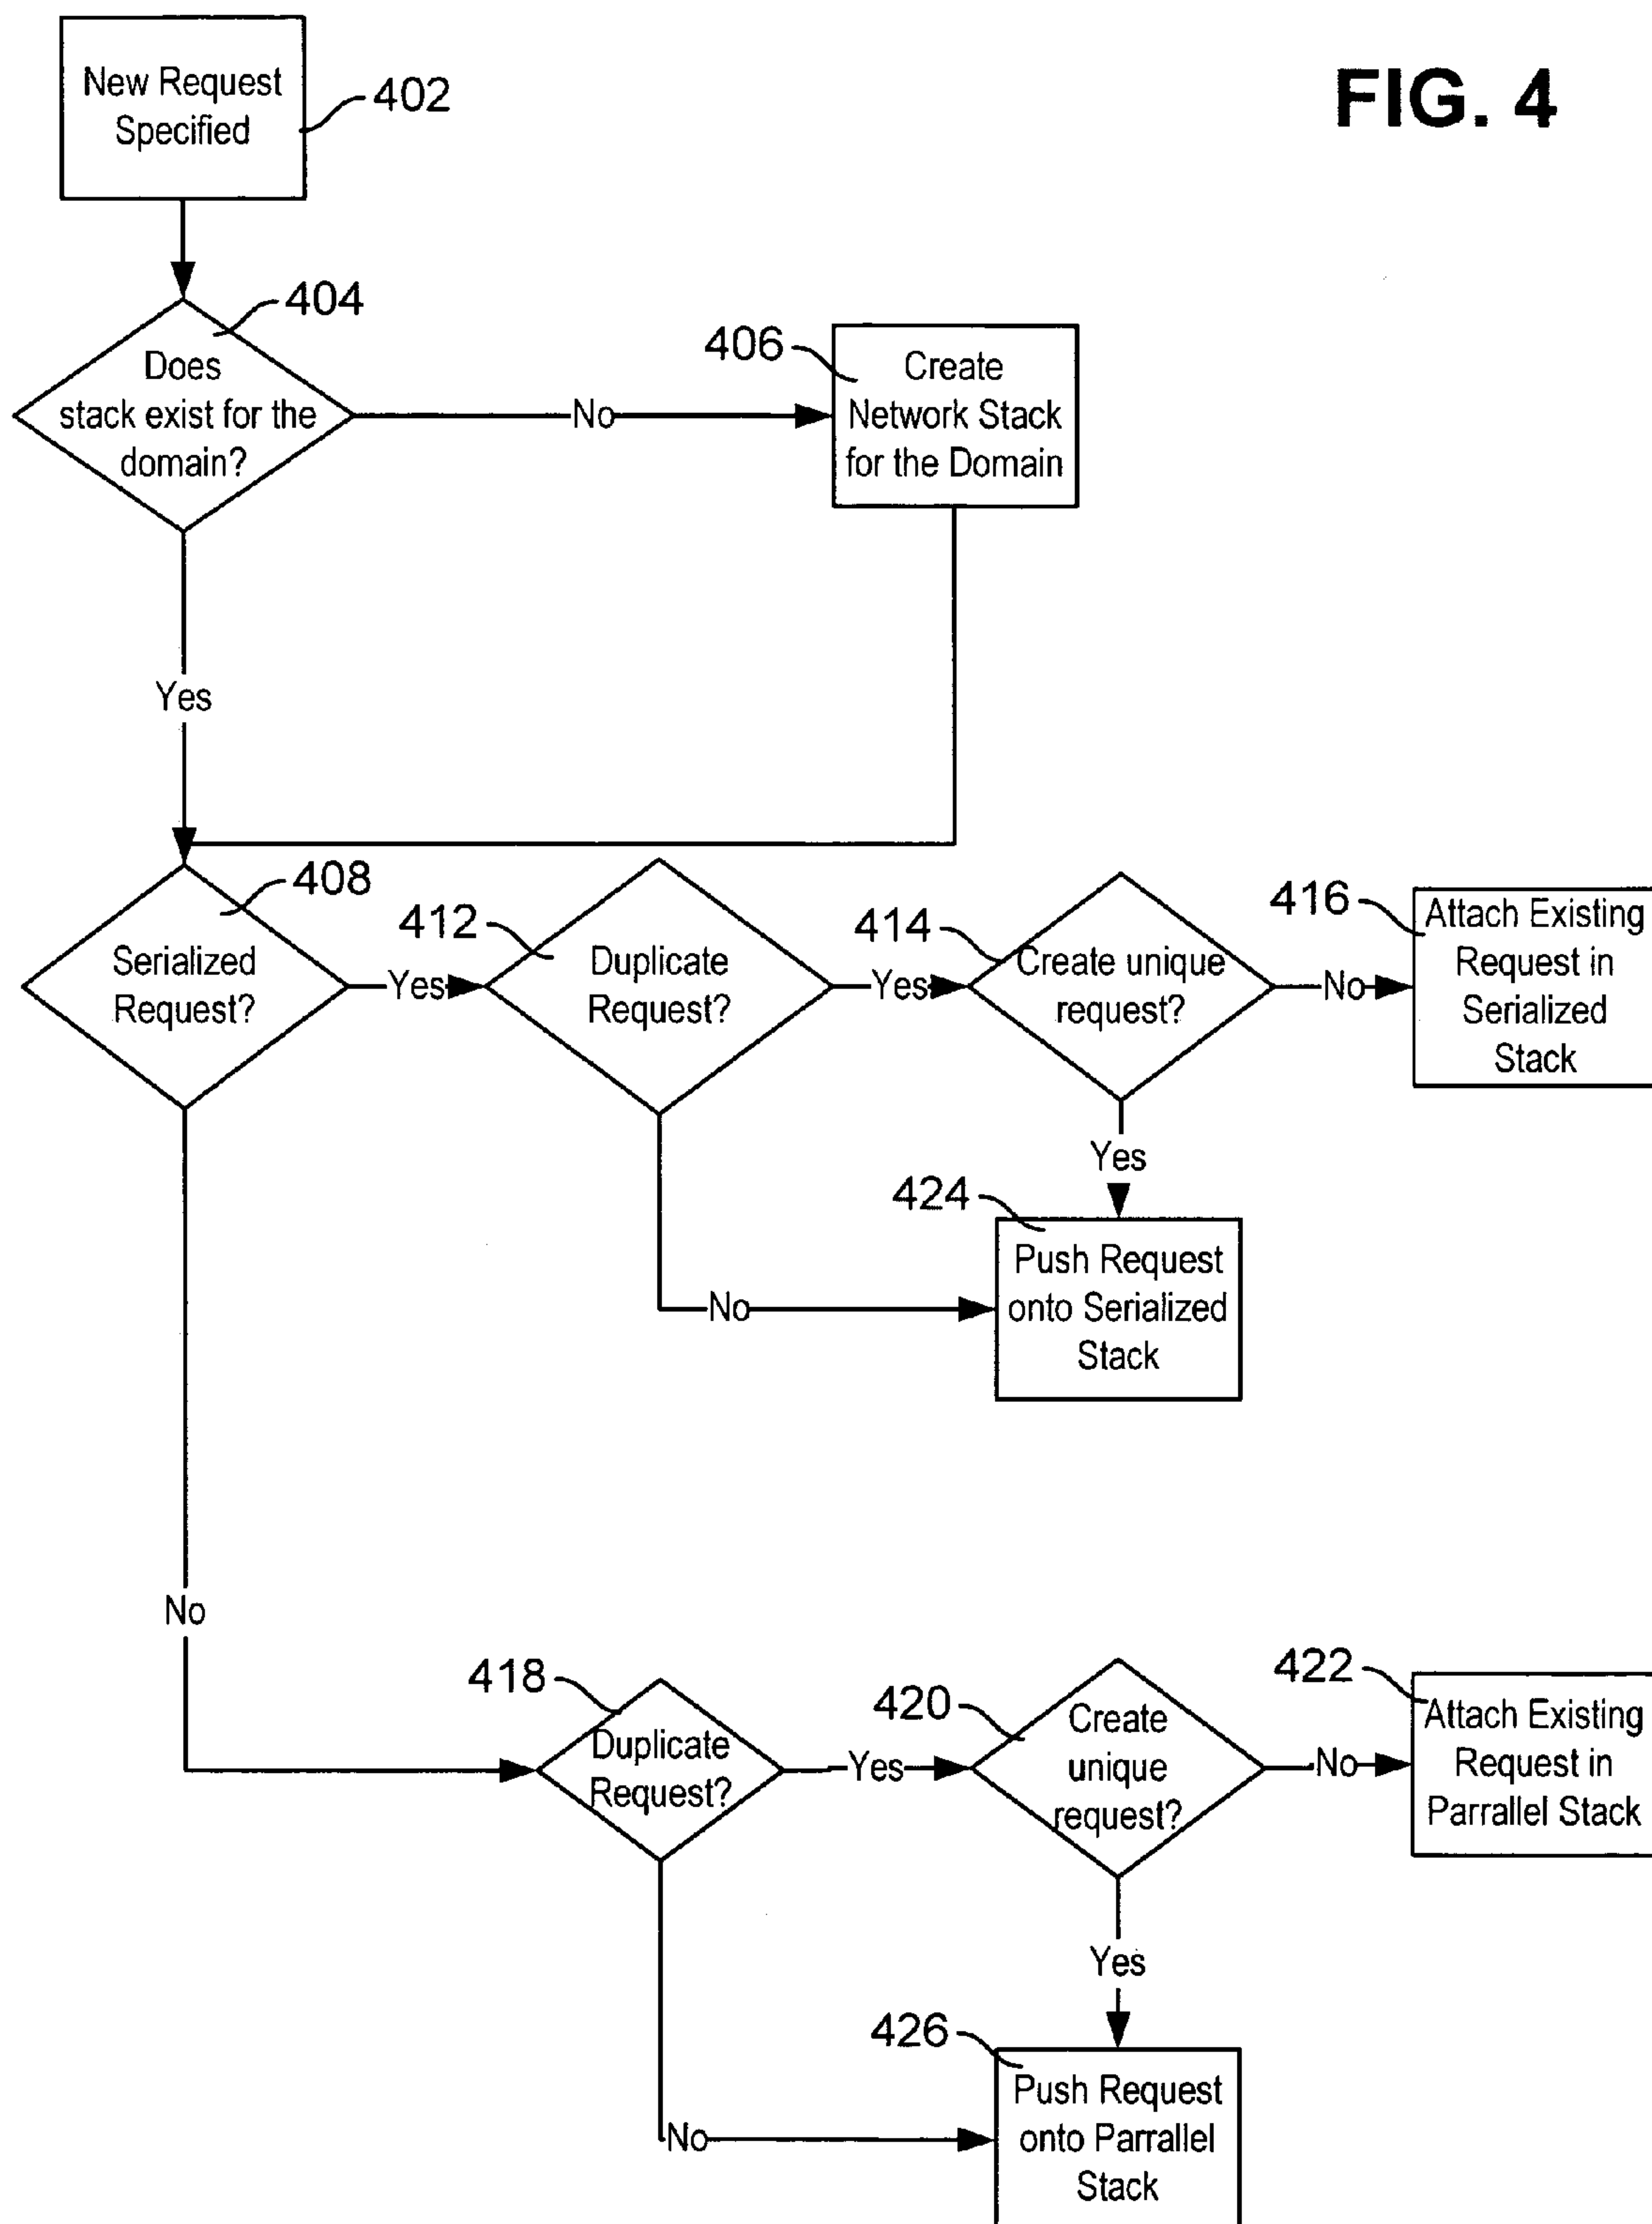 FIG. 4
New Request
Specified
402
404
Does
stack exist for the
domain?
No
406
Create
Network Stack
for the Domain
Yes
408
Serialized
Request?
Yes
412
Duplicate
Request?
Yes
414
Create unique
request?
No
416
Attach Existing
Request in
Serialized
Stack
Yes
424
Push Request
onto Serialized
Stack
No
No
418
Duplicate
Request?
Yes
420
Create
unique
request?
No
422
Attach Existing
Request in
Parrallel Stack
Yes
426
Push Request
onto Parrallel
Stack
No